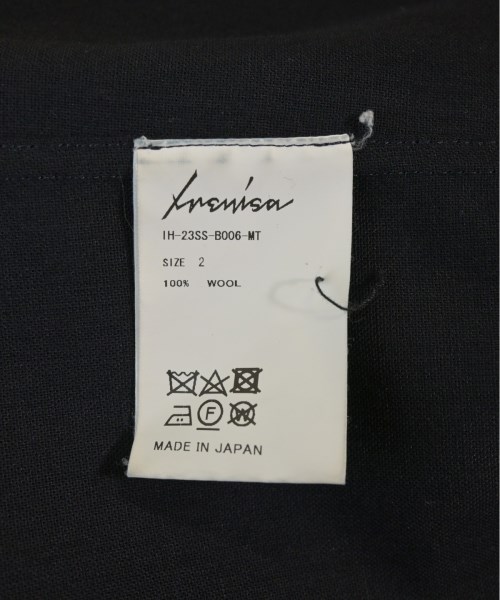 Irenisa
IH-23SS-B006-MT
SIZE 2
100% WOOL
F
W
MADE IN JAPAN